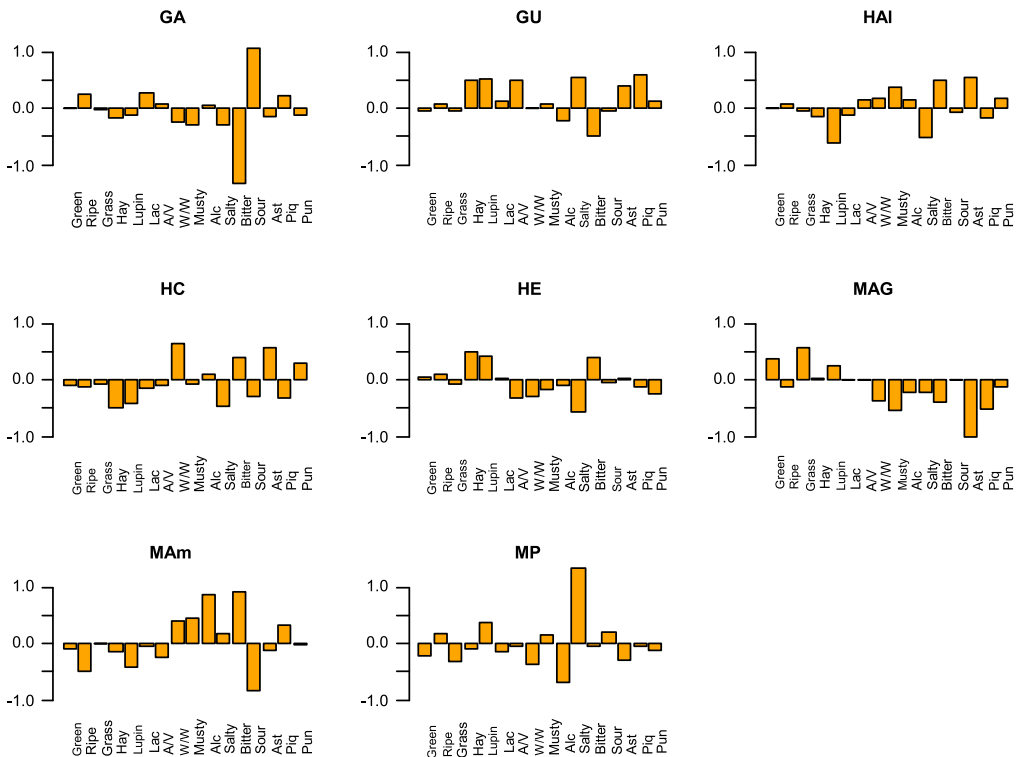 GA
GU
HAI
1.0
0.0
-1.0
Green
Ripe
Grass
Hay
Lupin
Lac
A/V
W/W
Musty
Alc
Salty
Bitter
Sour
Ast
Piq
Pun
1.0
0.0
-1.0
Green
Ripe
Grass
Hay
Lupin
Lac
A/V
W/W
Musty
Alc
Salty
Bitter
Sour
Ast
Piq
Pun
1.0
0.0
-1.0
Green
Ripe
Grass
Hay
Lupin
Lac
A/V
W/W
Musty
Alc
Salty
Bitter
Sour
Ast
Piq
Pun
HC
HE
MAG
1.0
0.0
-1.0
Green
Ripe
Grass
Hay
Lupin
Lac
A/V
W/W
Musty
Alc
Salty
Bitter
Sour
Ast
Piq
Pun
1.0
0.0
-1.0
Green
Ripe
Grass
Hay
Lupin
Lac
A/V
W/W
Musty
Alc
Salty
Bitter
Sour
Ast
Piq
Pun
1.0
0.0
-1.0
Green
Ripe
Grass
Hay
Lupin
Lac
A/V
W/W
Musty
Alc
Salty
Bitter
Sour
Ast
Piq
Pun
MAm
MP
1.0
0.0
-1.0
Green
Ripe
Grass
Hay
Lupin
Lac
A/V
W/W
Musty
Alc
Salty
Bitter
Sour
Ast
Piq
Pun
1.0
0.0
-1.0
Green
Ripe
Grass
Hay
Lupin
Lac
A/V
W/W
Musty
Alc
Salty
Bitter
Sour
Ast
Piq
Pun